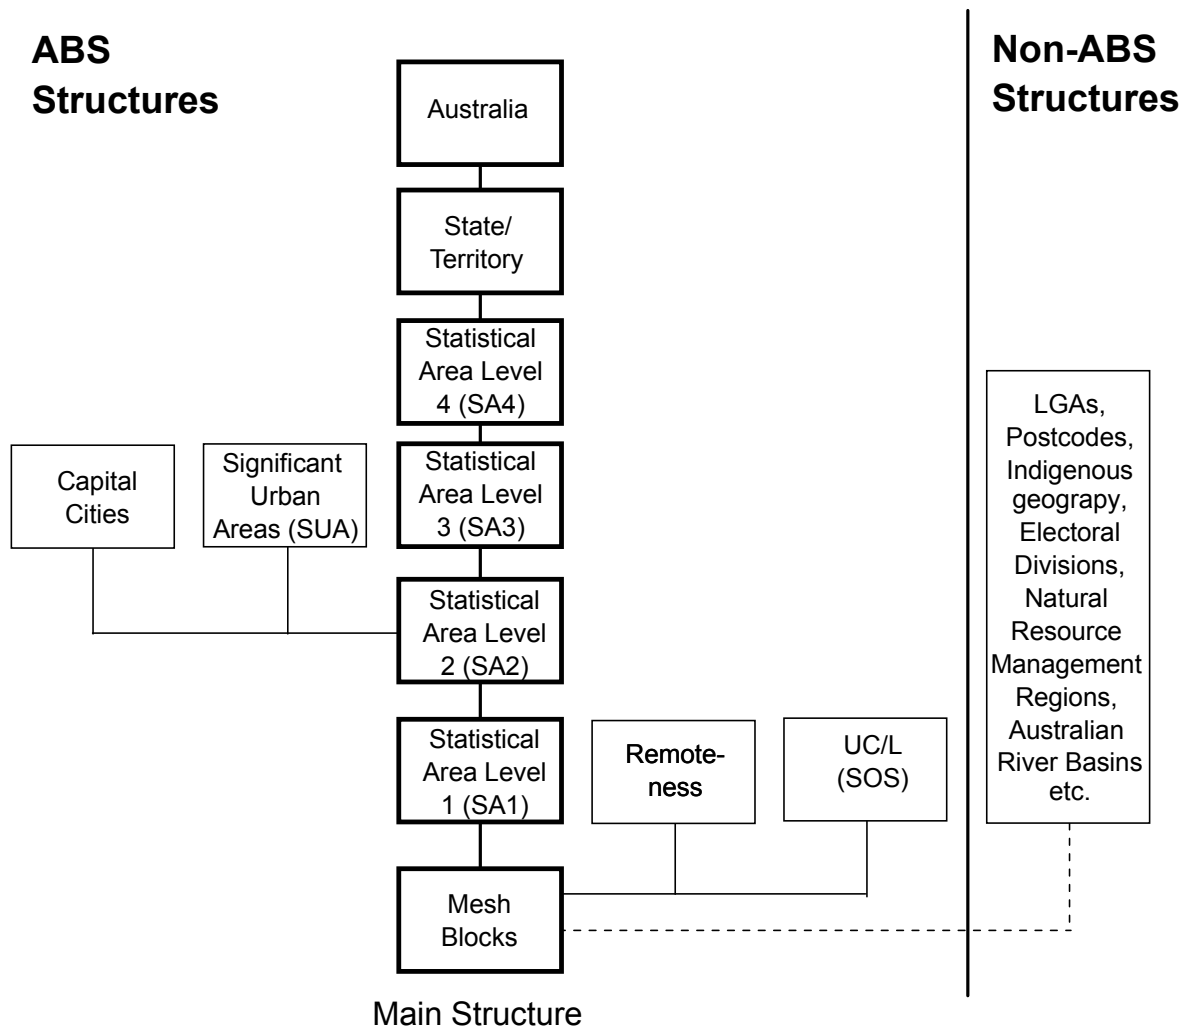 ABS
Structures
Non-ABS
Structures
Australia
State/
Territory
Statistical
Area Level
4 (SA4)
Capital
Cities
Significant
Urban
Areas (SUA)
Statistical
Area Level
3 (SA3)
Statistical
Area Level
2 (SA2)
Statistical
Area Level
1 (SA1)
Remote-
ness
UC/L
(SOS)
Mesh
Blocks
LGAs,
Postcodes,
Indigenous
geograpy,
Electoral
Divisions,
Natural
Resource
Management
Regions,
Australian
River Basins
etc.
Main Structure